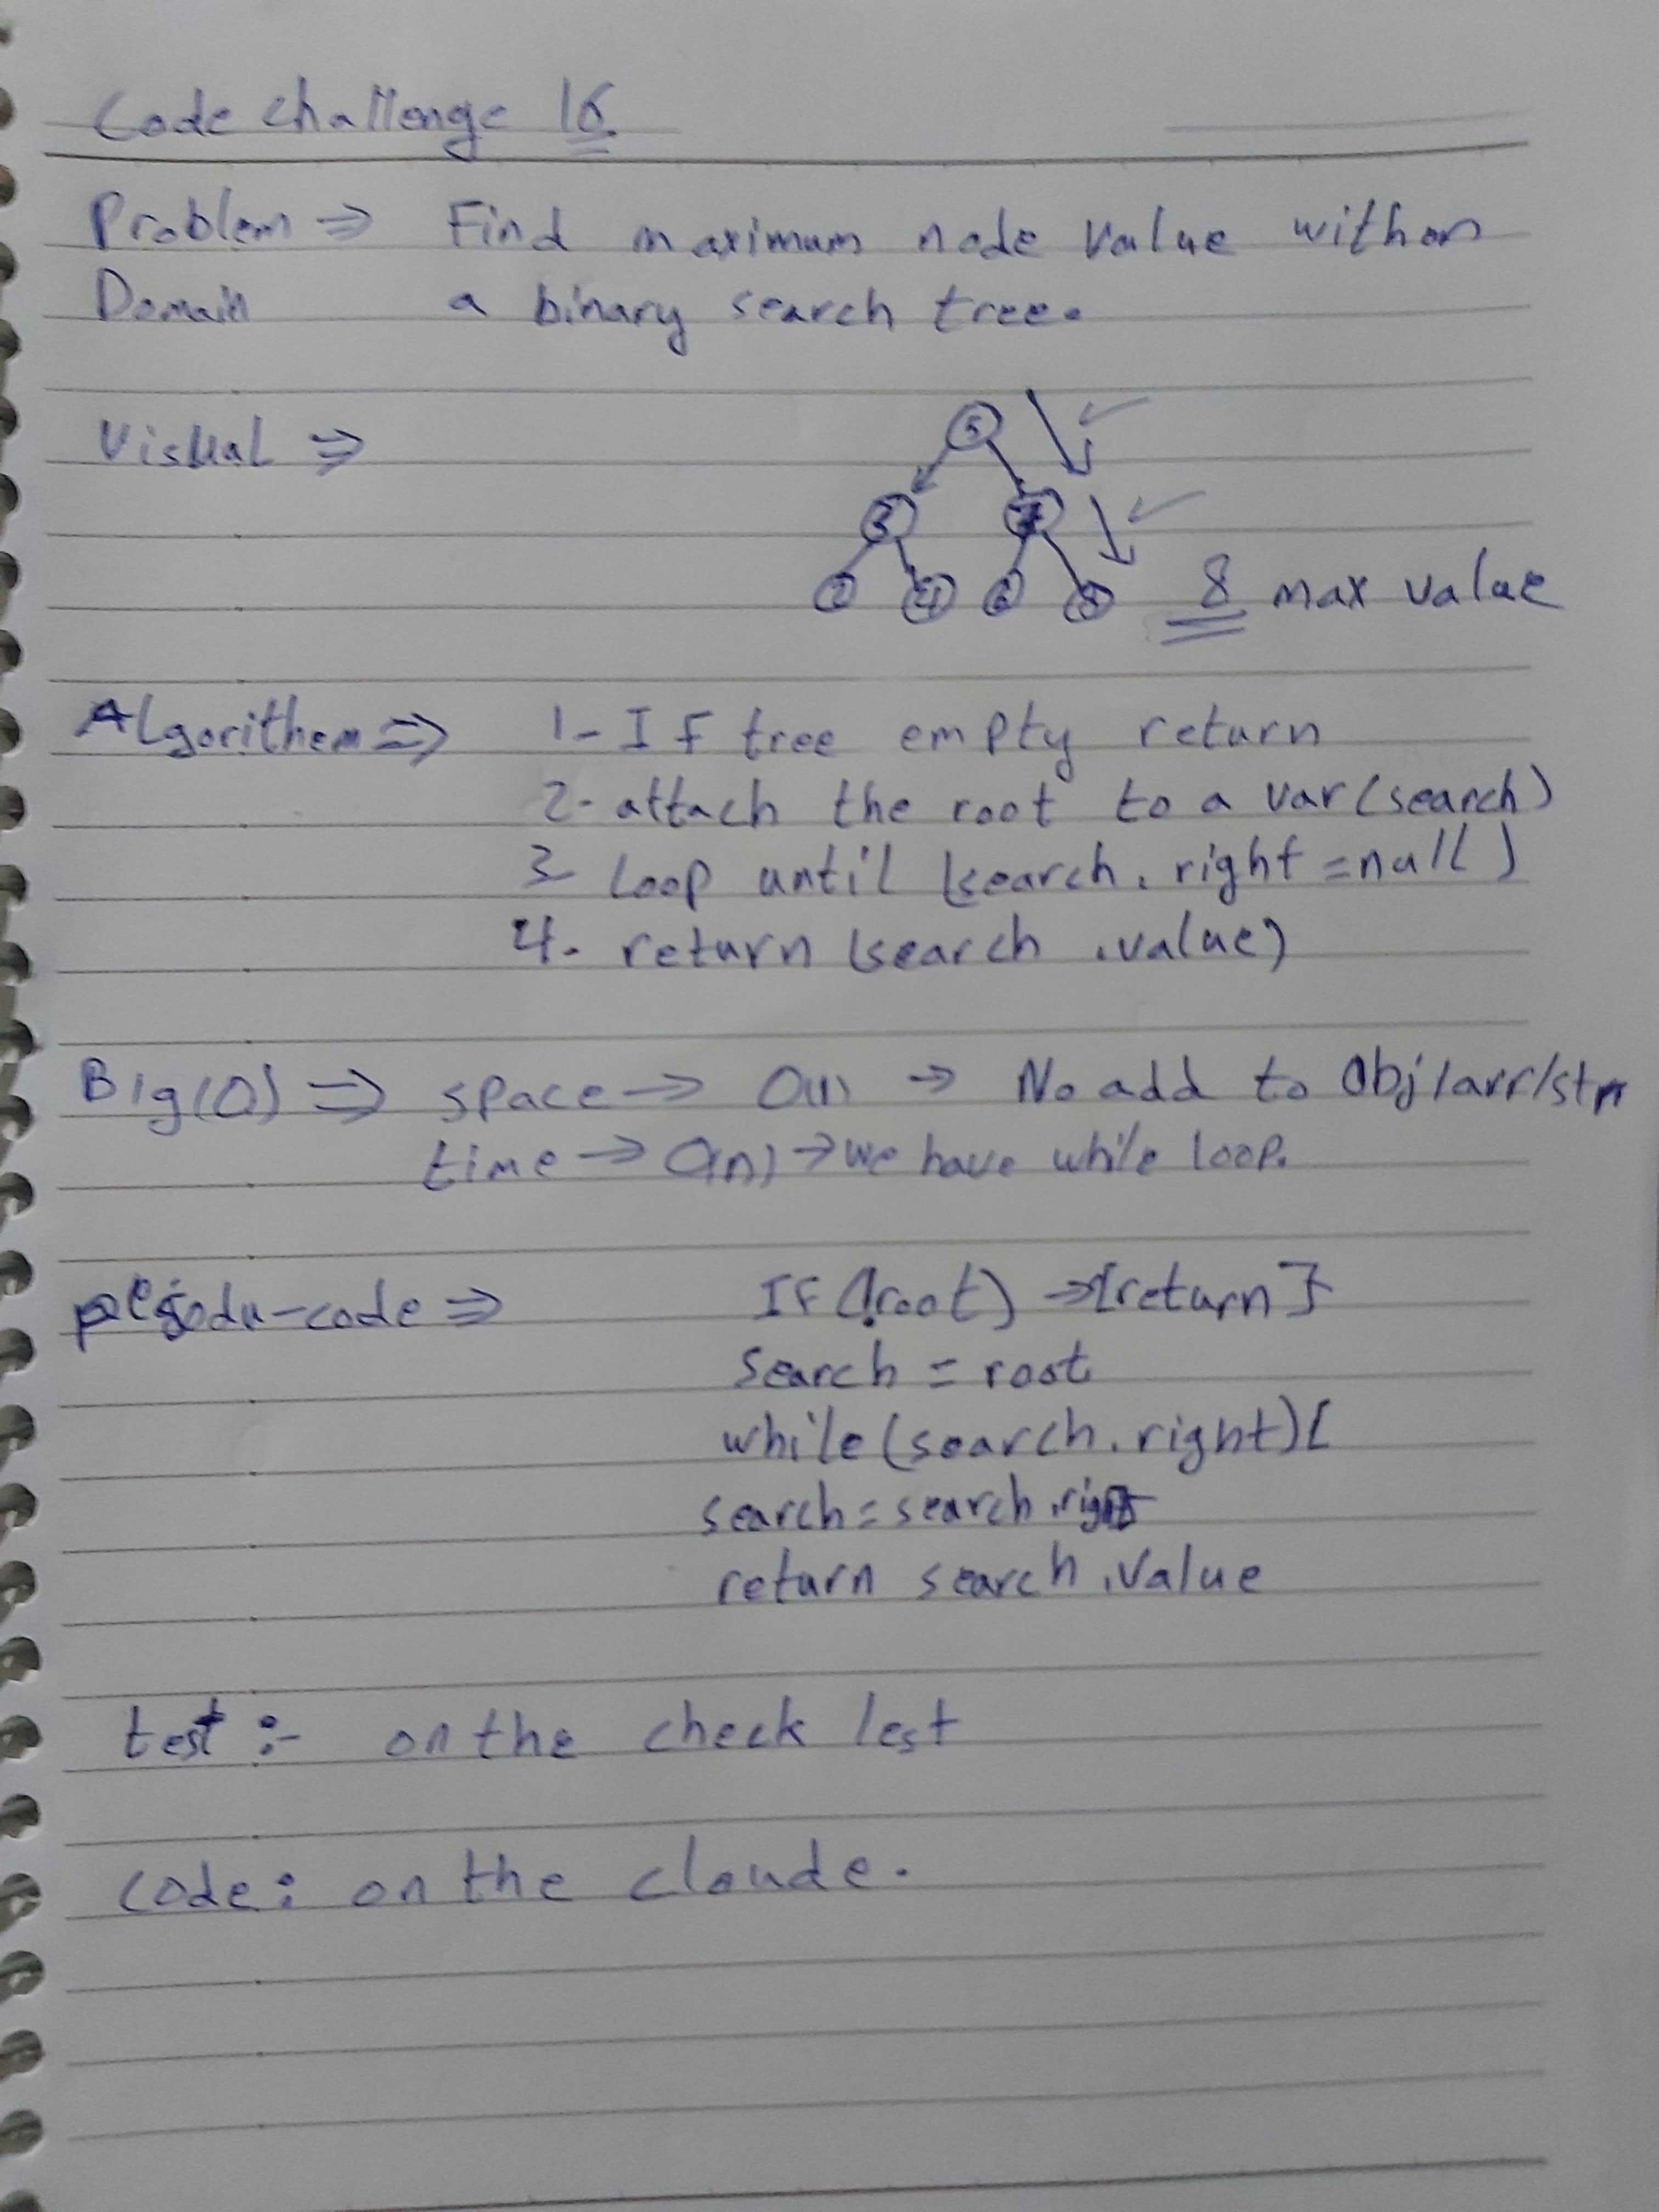 Code challenge 16
Problem ⇒ Find maximum node value within
Domain a binary search tree.
Visual ⇒
5
3 7
2 4 6 8 8 max value
Algorithem ⇒ 1- IF tree empty return
2- attach the root to a var (search)
3- Loop until (search. right = null)
4- return (search .value)
Big(O) ⇒ space → O(1) → No add to Obj/arr/str
time → O(n) → we have while loop.
⇒ IF (!root) → {return}
search = root
while (search. right) {
search = search .right
return search .value
test :- on the check lest
code: on the cloude.